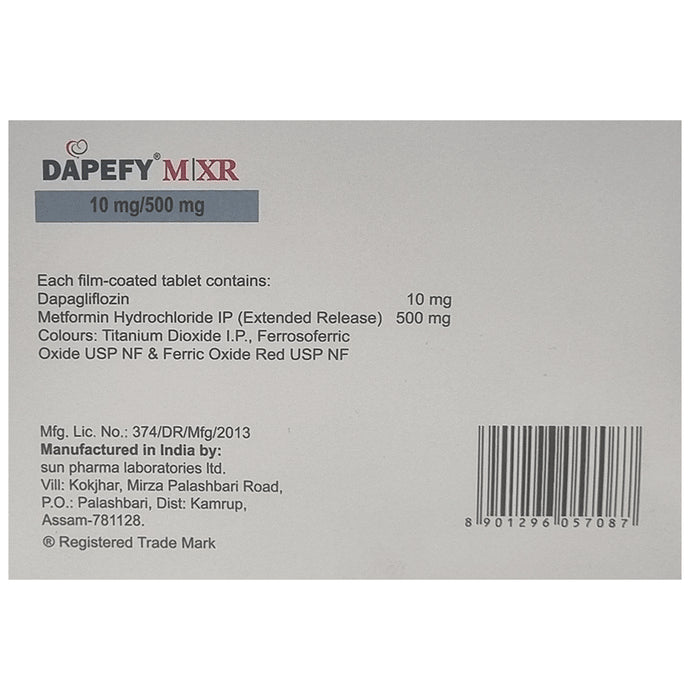 DAPEFY® M|XR
10 mg/500 mg
Each film-coated tablet contains:
Dapagliflozin 10 mg
Metformin Hydrochloride IP (Extended Release) 500 mg
Colours: Titanium Dioxide I.P., Ferrosoferric
Oxide USP NF & Ferric Oxide Red USP NF
Mfg. Lic. No.: 374/DR/Mfg/2013
Manufactured in India by:
sun pharma laboratories ltd.
Vill: Kokjhar, Mirza Palashbari Road,
P.O.: Palashbari, Dist: Kamrup,
Assam-781128.
® Registered Trade Mark
8 901296 057087